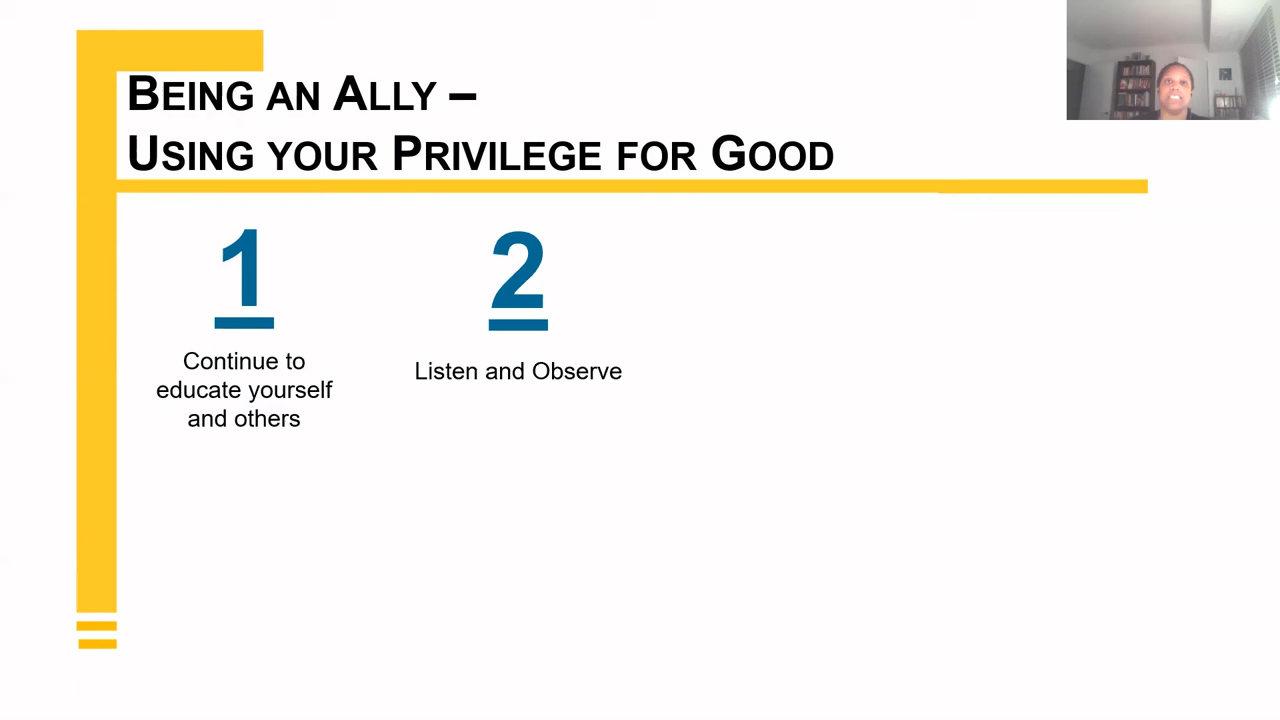 Being an Ally –
Using your Privilege for Good
1
Continue to
educate yourself
and others
2
Listen and Observe